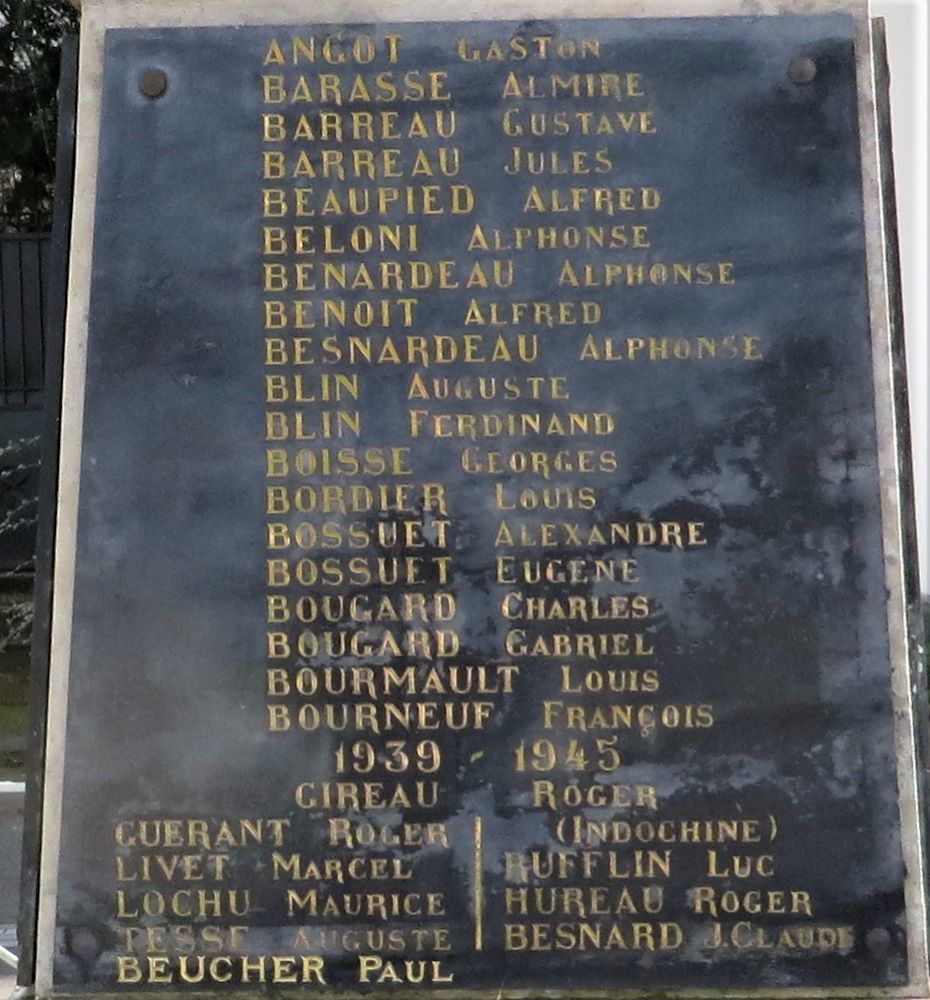 ANGOT GASTON
BARASSE ALMIRE
BARREAU GUSTAVE
BARREAU JULES
BEAUPIED ALFRED
BELONI ALPHONSE
BENARDEAU ALPHONSE
BENOIT ALFRED
BESNARDEAU ALPHONSE
BLIN AUGUSTE
BLIN FERDINAND
BOISSE GEORGES
BORDIER LOUIS
BOSSUET ALEXANDRE
BOSSUET EUGENE
BOUGARD CHARLES
BOUGARD GABRIEL
BOURMAULT LOUIS
BOURNEUF FRANÇOIS
1939 - 1945
GIREAU ROGER
GUERANT ROGER
LIVET MARCEL
LOCHU MAURICE
TESSE AUGUSTE
BEUCHER PAUL
(INDOCHINE)
RUFFLIN LUC
HUREAU ROGER
BESNARD J.CLAUDE